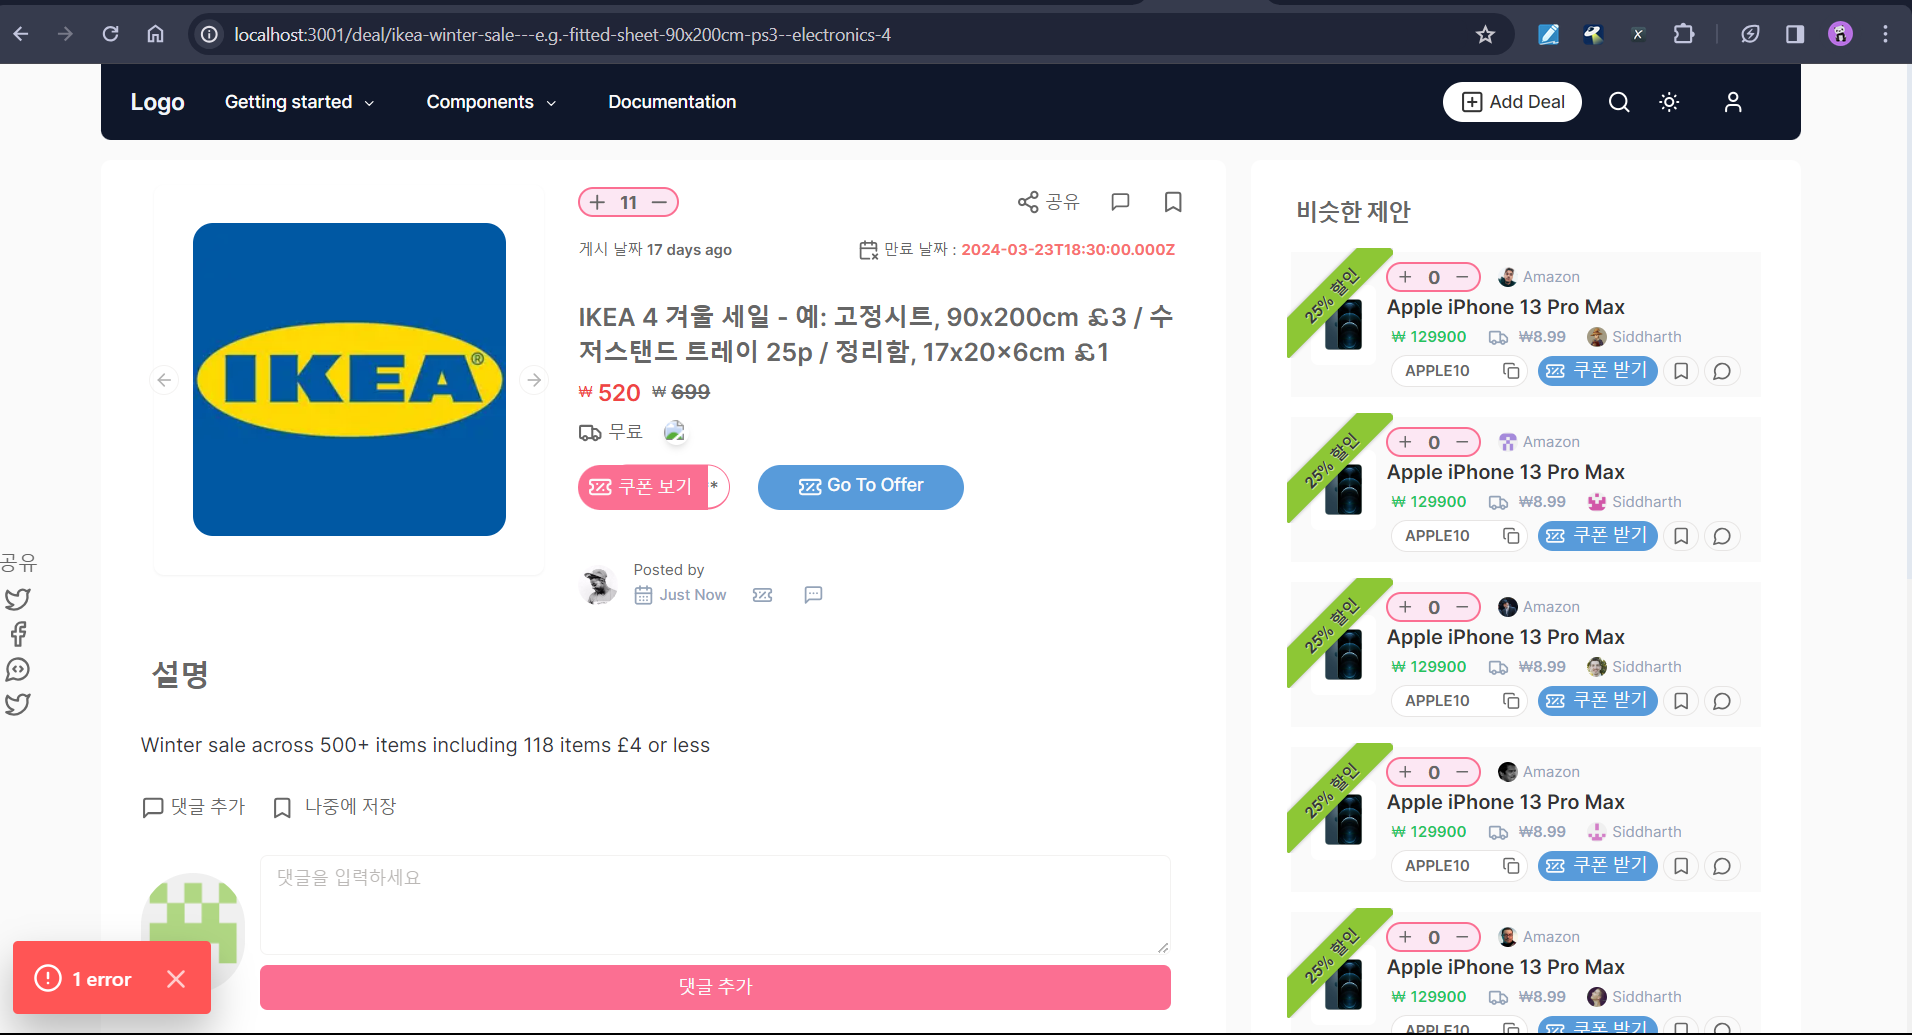 localhost:3001/deal/ikea-winter-sale---e.g.-fitted-sheet-90x200cm-ps3--electronics-4
Logo
Getting started
Components
Documentation
Add Deal
IKEA®
11
공유
게시 날짜 17 days ago
만료 날짜 : 2024-03-23T18:30:00.000Z
IKEA 4 겨울 세일 - 예: 고정시트, 90x200cm £3 / 수
저스탠드 트레이 25p / 정리함, 17x20x6cm £1
₩ 520 ₩ 699
무료
쿠폰 보기 *
Go To Offer
Posted by
Just Now
공유
설명
Winter sale across 500+ items including 118 items £4 or less
댓글 추가
나중에 저장
댓글을 입력하세요
댓글 추가
1 error
비슷한 제안
25% 할인
0
Amazon
Apple iPhone 13 Pro Max
₩ 129900 ₩8.99 Siddharth
APPLE10
쿠폰 받기
25% 할인
0
Amazon
Apple iPhone 13 Pro Max
₩ 129900 ₩8.99 Siddharth
APPLE10
쿠폰 받기
25% 할인
0
Amazon
Apple iPhone 13 Pro Max
₩ 129900 ₩8.99 Siddharth
APPLE10
쿠폰 받기
25% 할인
0
Amazon
Apple iPhone 13 Pro Max
₩ 129900 ₩8.99 Siddharth
APPLE10
쿠폰 받기
25% 할인
0
Amazon
Apple iPhone 13 Pro Max
₩ 129900 ₩8.99 Siddharth
APPLE10
쿠폰 받기